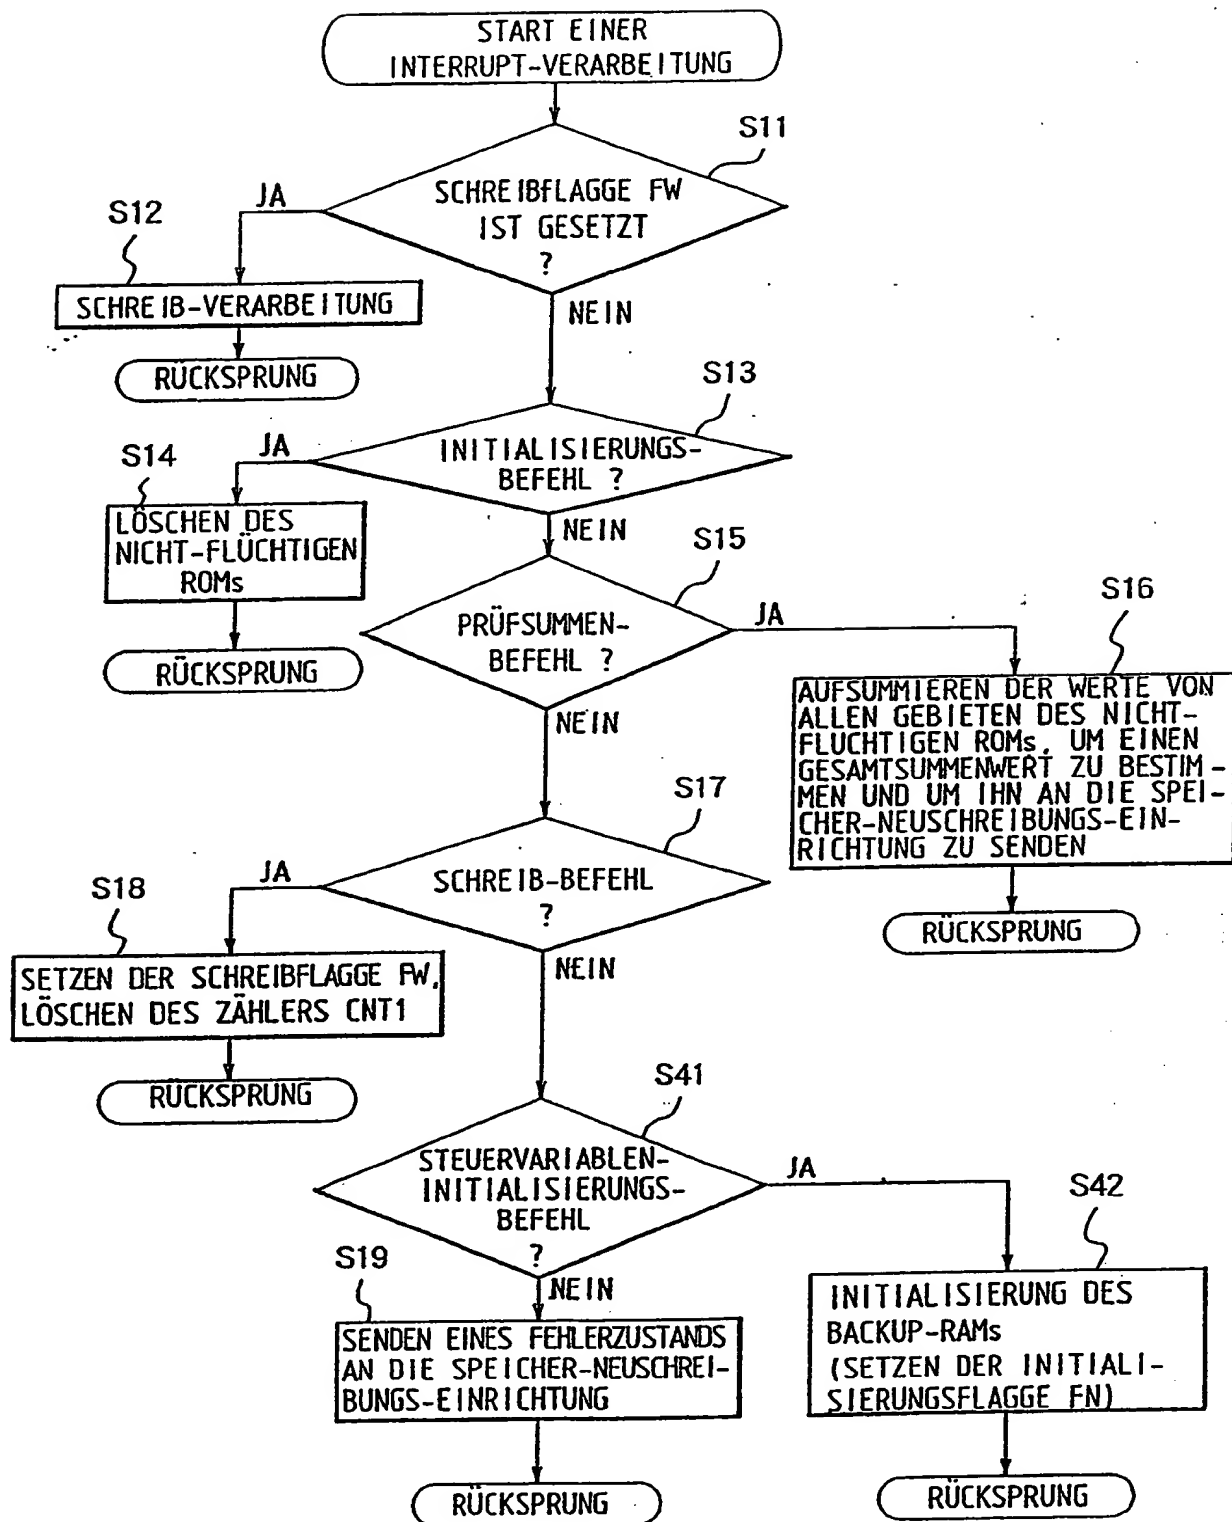 START EINER
INTERRUPT-VERARBEITUNG
S11
SCHREIBFLAGGE FW
IST GESETZT
?
JA
S12
NEIN
SCHREIB-VERARBEITUNG
RÜCKSPRUNG
S13
INITIALISIERUNGS-
BEFEHL ?
JA
S14
NEIN
LÖSCHEN DES
NICHT-FLÜCHTIGEN
ROMs
RÜCKSPRUNG
S15
PRÜFSUMMEN-
BEFEHL ?
JA
S16
NEIN
AUFSUMMIEREN DER WERTE VON
ALLEN GEBIETEN DES NICHT-
FLUCHTIGEN ROMs, UM EINEN
GESAMTSUMMENWERT ZU BESTIM-
MEN UND UM IHN AN DIE SPEI-
CHER-NEUSCHREIBUNGS-EIN-
RICHTUNG ZU SENDEN
RÜCKSPRUNG
S17
SCHREIB-BEFEHL
?
JA
S18
NEIN
SETZEN DER SCHREIBFLAGGE FW,
LÖSCHEN DES ZÄHLERS CNT1
RÜCKSPRUNG
S41
STEUERVARIABLEN-
INITIALISIERUNGS-
BEFEHL
?
JA
S42
S19
NEIN
SENDEN EINES FEHLERZUSTANDS
AN DIE SPEICHER-NEUSCHREI-
BUNGS-EINRICHTUNG
RÜCKSPRUNG
INITIALISIERUNG DES
BACKUP-RAMs
(SETZEN DER INITIALI-
SIERUNGSFLAGGE FN)
RÜCKSPRUNG